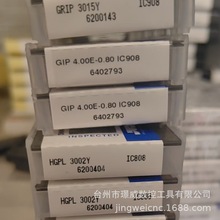 GRIP 3015Y IC908
6200143
GIP 4.00E-0.80 IC908
6402793
GIP 4.00E-0.80 IC908
6402793
INSPECTED
HGPL 3002Y IC808
6200404
HGPL 3002Y IC808
6200404
台州市璟威数控工具有限公司
jingweicnc.1688.com